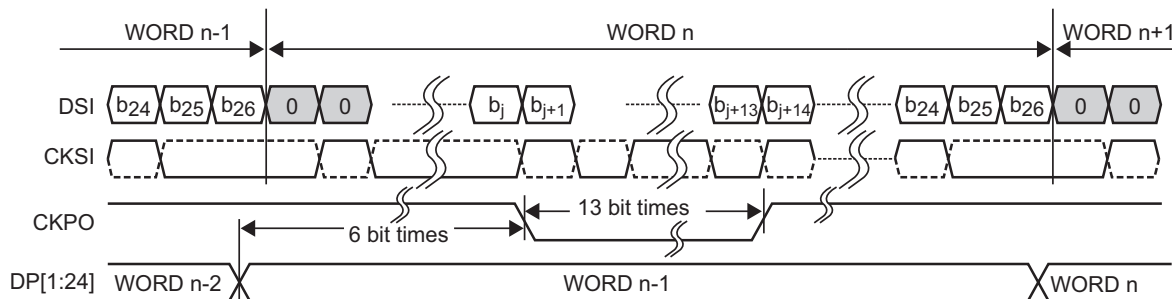 WORD n-1 WORD n WORD n+1
DSI b24 b25 b26 0 0 bj bj+1 bj+13 bj+14 b24 b25 b26 0 0
CKSI
CKPO 6 bit times 13 bit times
DP[1:24] WORD n-2 WORD n-1 WORD n